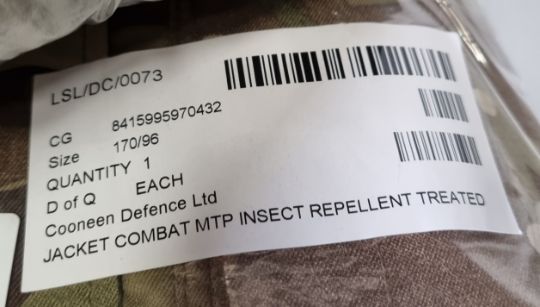 LSL/DC/0073
CG 8415995970432
Size 170/96
QUANTITY 1
D of Q EACH
Cooneen Defence Ltd
JACKET COMBAT MTP INSECT REPELLENT TREATED